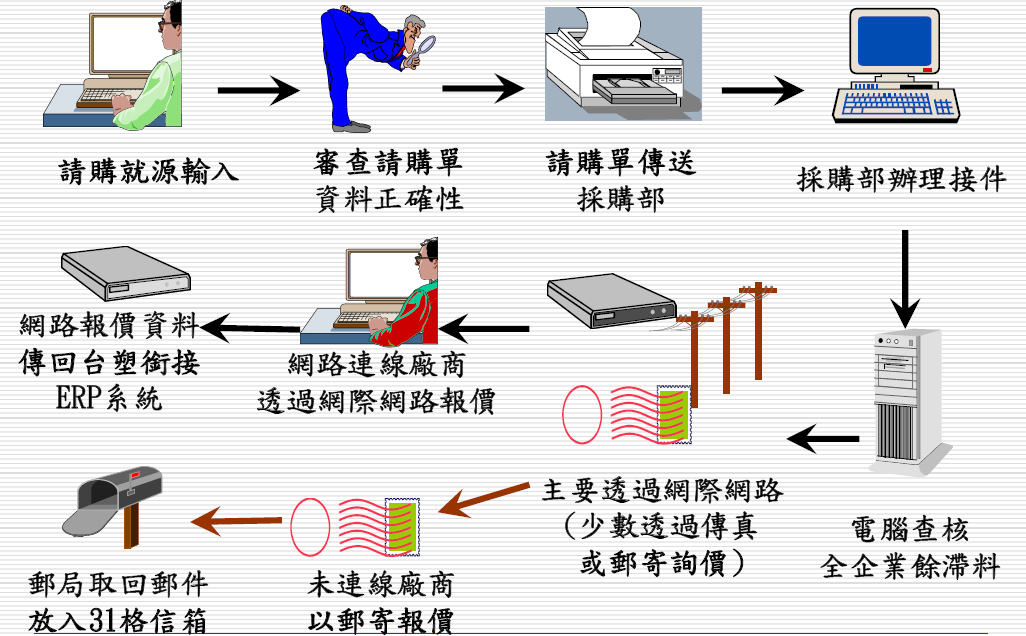 請購就源輸入
審查請購單
資料正確性
請購單傳送
採購部
採購部辦理接件
電腦查核
全企業餘滯料
主要透過網際網路
（少數透過傳真
或郵寄詢價）
網路連線廠商
透過網際網路報價
網路報價資料
傳回台塑銜接
ERP系統
未連線廠商
以郵寄報價
郵局取回郵件
放入31格信箱